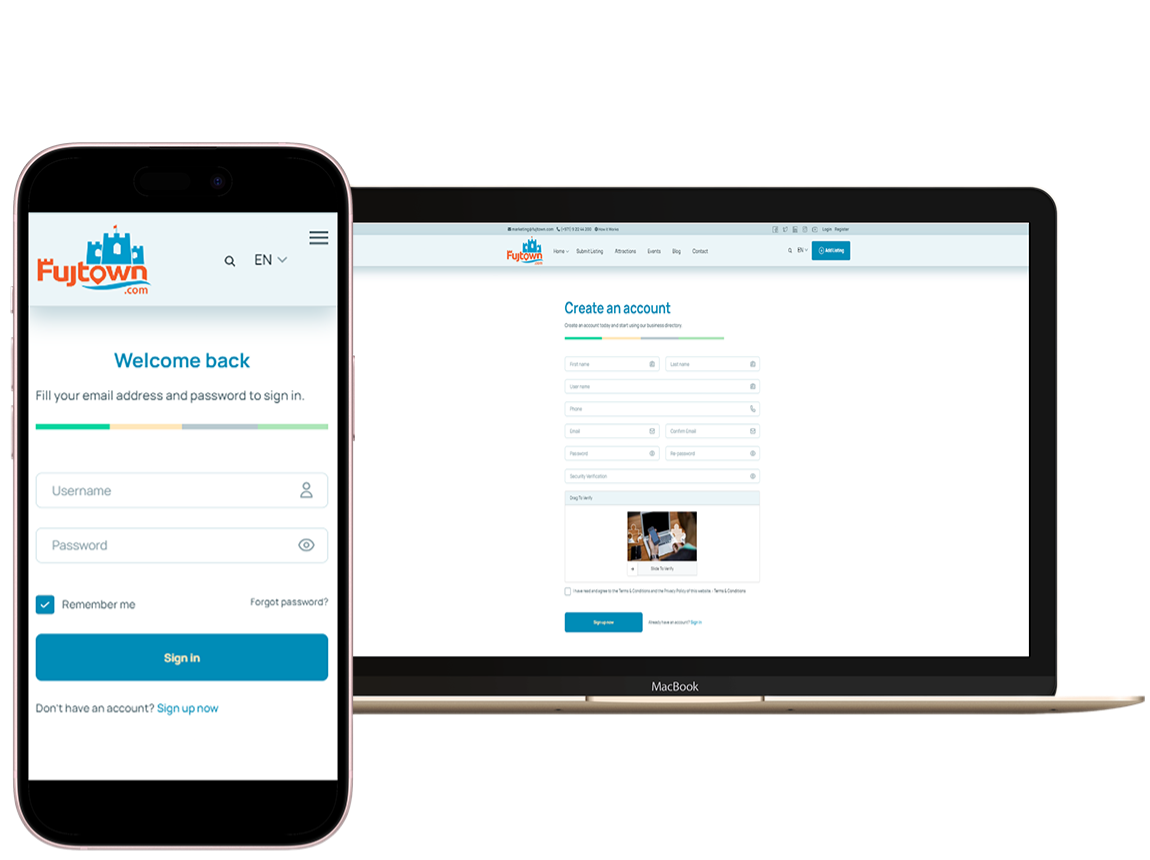 Fujtown
.com
EN
Welcome back
Fill your email address and password to sign in.
Username
Password
Remember me
Forgot password?
Sign in
Don't have an account? Sign up now
marketing@fujtown.com
How It Works
Login Register
Fujtown
.com
Home
Submit Listing
Attractions
Events
Blog
Contact
EN
Add Listing
Create an account
Create an account today and start using our business directory.
First name
Last name
User name
Phone
Email
Confirm Email
Password
Re-password
Security Verification
Drag To Verify
Slide To Verify
I have read and agree to the Terms & Conditions and the Privacy Policy of this website. - Terms & Conditions
Sign up now
Already have an account? Sign in
MacBook